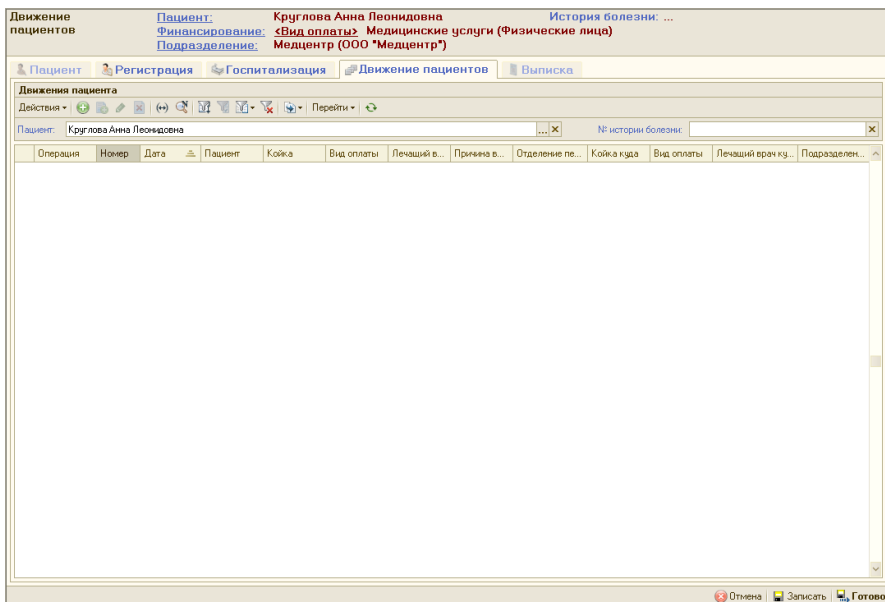 Движение пациентов
Пациент: Круглова Анна Леонидовна История болезни: ...
Финансирование: <Вид оплаты> Медицинские услуги (Физические лица)
Подразделение: Медцентр (ООО "Медцентр")
Пациент Регистрация Госпитализация Движение пациентов Выписка
Движения пациента
Действия Перейти
Пациент: Круглова Анна Леонидовна ... № истории болезни:
Операция Номер Дата Пациент Койка Вид оплаты Лечащий в... Причина в... Отделение пе... Койка куда Вид оплаты Лечащий врач ку... Подразделен...
Отмена Записать Готово